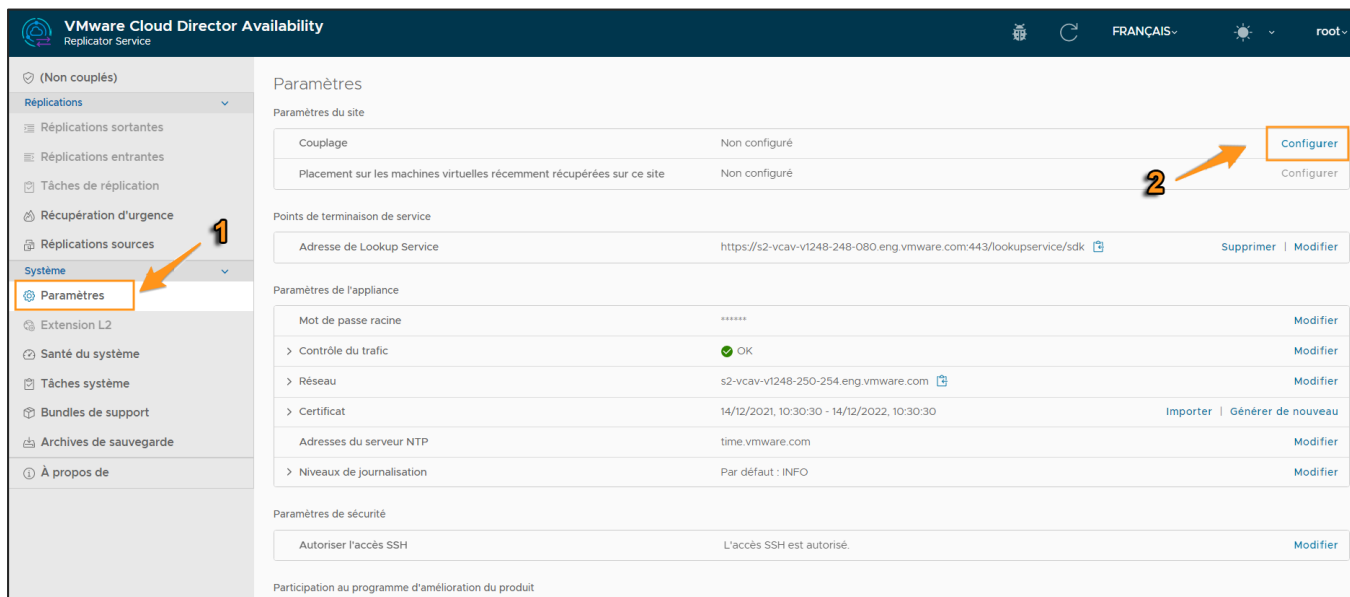 VMware Cloud Director Availability
Replicator Service
FRANÇAIS
root
(Non couplés)
Réplications
Réplications sortantes
Réplications entrantes
Tâches de réplication
Récupération d'urgence
Réplications sources
1
Système
Paramètres
Extension L2
Santé du système
Tâches système
Bundles de support
Archives de sauvegarde
À propos de
Paramètres
Paramètres du site
Couplage Non configuré Configurer
2
Placement sur les machines virtuelles récemment récupérées sur ce site Non configuré Configurer
Points de terminaison de service
Adresse de Lookup Service https://s2-vcav-v1248-248-080.eng.vmware.com:443/lookupservice/sdk Supprimer | Modifier
Paramètres de l'appliance
Mot de passe racine ****** Modifier
Contrôle du trafic OK Modifier
Réseau s2-vcav-v1248-250-254.eng.vmware.com Modifier
Certificat 14/12/2021, 10:30:30 - 14/12/2022, 10:30:30 Importer | Générer de nouveau
Adresses du serveur NTP time.vmware.com Modifier
Niveaux de journalisation Par défaut : INFO Modifier
Paramètres de sécurité
Autoriser l'accès SSH L'accès SSH est autorisé. Modifier
Participation au programme d'amélioration du produit